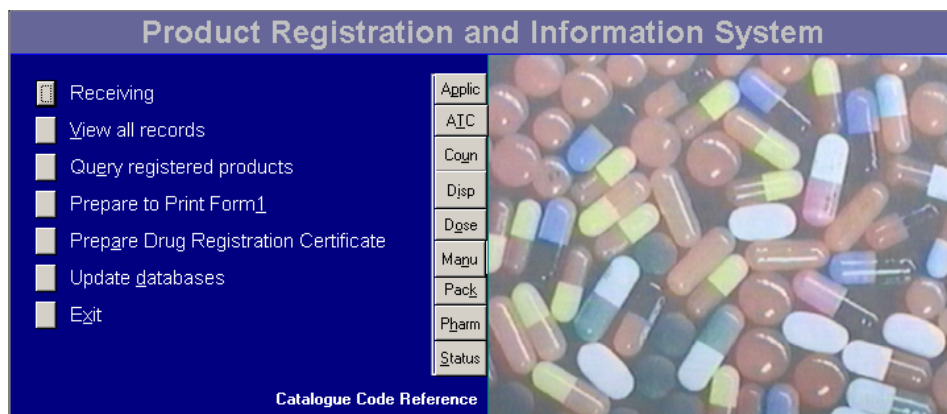 Product Registration and Information System
Receiving
View all records
Query registered products
Prepare to Print Form1
Prepare Drug Registration Certificate
Update databases
Exit
Applic
ATC
Coun
Disp
Dose
Manu
Pack
Pharm
Status
Catalogue Code Reference